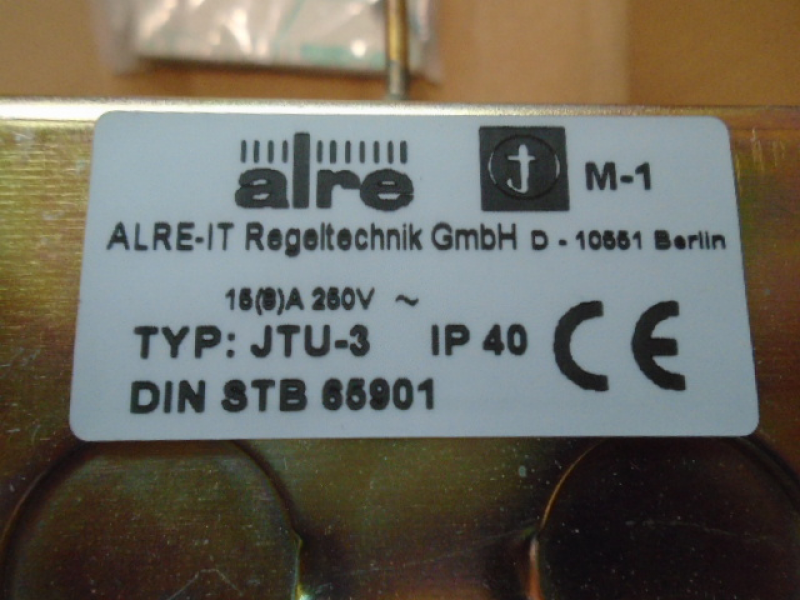 alre
M-1
ALRE-IT Regeltechnik GmbH D - 10551 Berlin
15(8)A 250V ~
TYP: JTU-3 IP 40
DIN STB 65901
CE